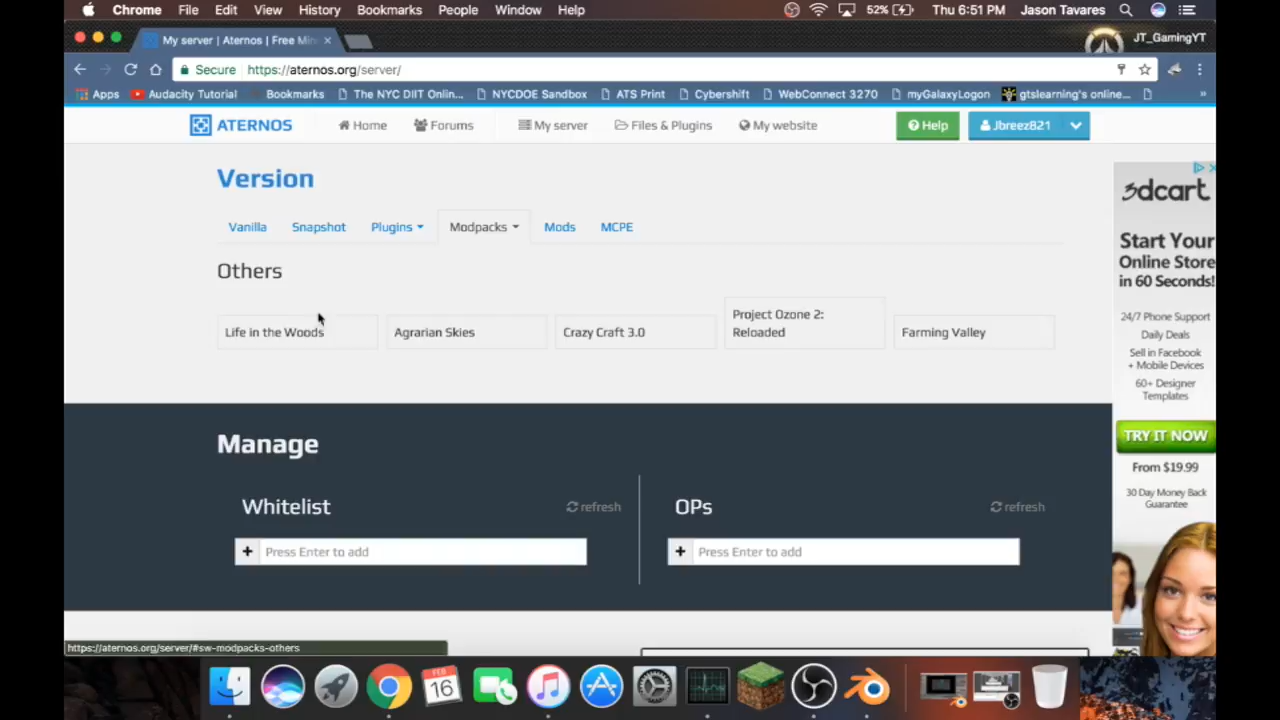 Chrome File Edit View History Bookmarks People Window Help 52% Thu 6:51 PM Jason Tavares
My server | Aternos | Free Min
JT_GamingYT
Secure https://aternos.org/server/
Apps Audacity Tutorial Bookmarks The NYC DIIT Onlin... NYCDOE Sandbox ATS Print Cybershift WebConnect 3270 myGalaxyLogon gtslearning's online... »
ATERNOS Home Forums My server Files & Plugins My website Help Jbreez821
Version
Vanilla Snapshot Plugins Modpacks Mods MCPE
Others
Life in the Woods Agrarian Skies Crazy Craft 3.0 Project Ozone 2: Farming Valley
Reloaded
Manage
Whitelist refresh OPs refresh
+ Press Enter to add + Press Enter to add
3dcart
Start Your
Online Store
in 60 Seconds!
24/7 Phone Support
Daily Deals
Sell in Facebook
+ Mobile Devices
60+ Designer
Templates
TRY IT NOW
From $19.99
30 Day Money Back
Guarantee
https://aternos.org/server/#sw-modpacks-others
FEB
16